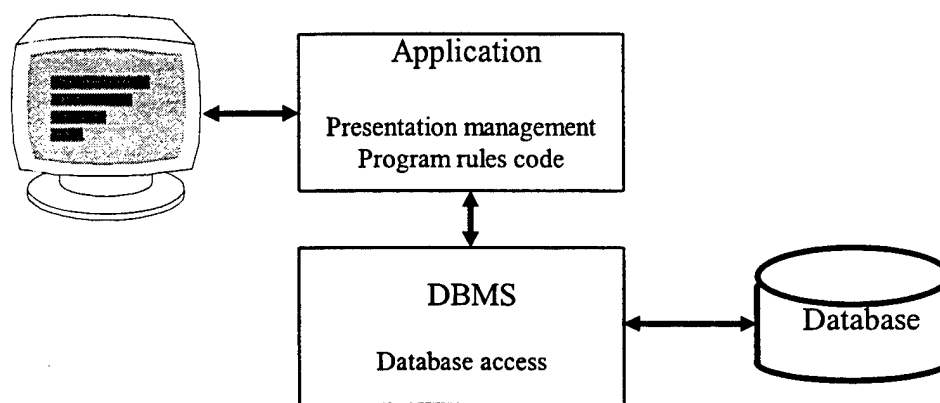 Application
Presentation management
Program rules code
DBMS
Database access
Database